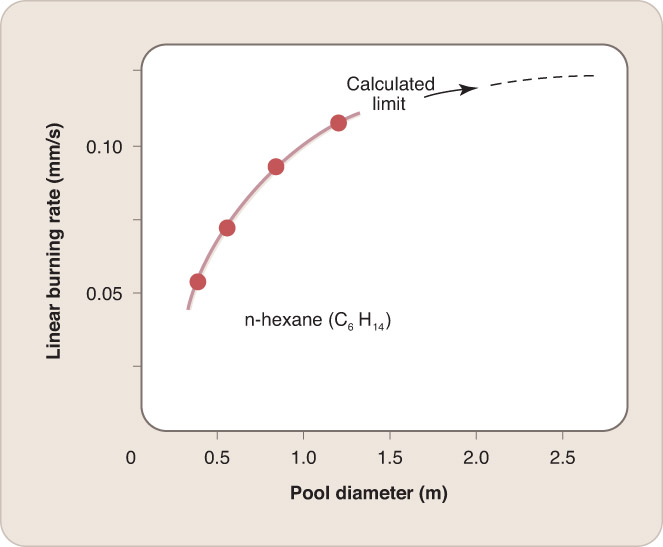 Linear burning rate (mm/s)
Calculated
limit
0.10
0.05
n-hexane (C₆ H₁₄)
0
0.5
1.0
1.5
2.0
2.5
Pool diameter (m)